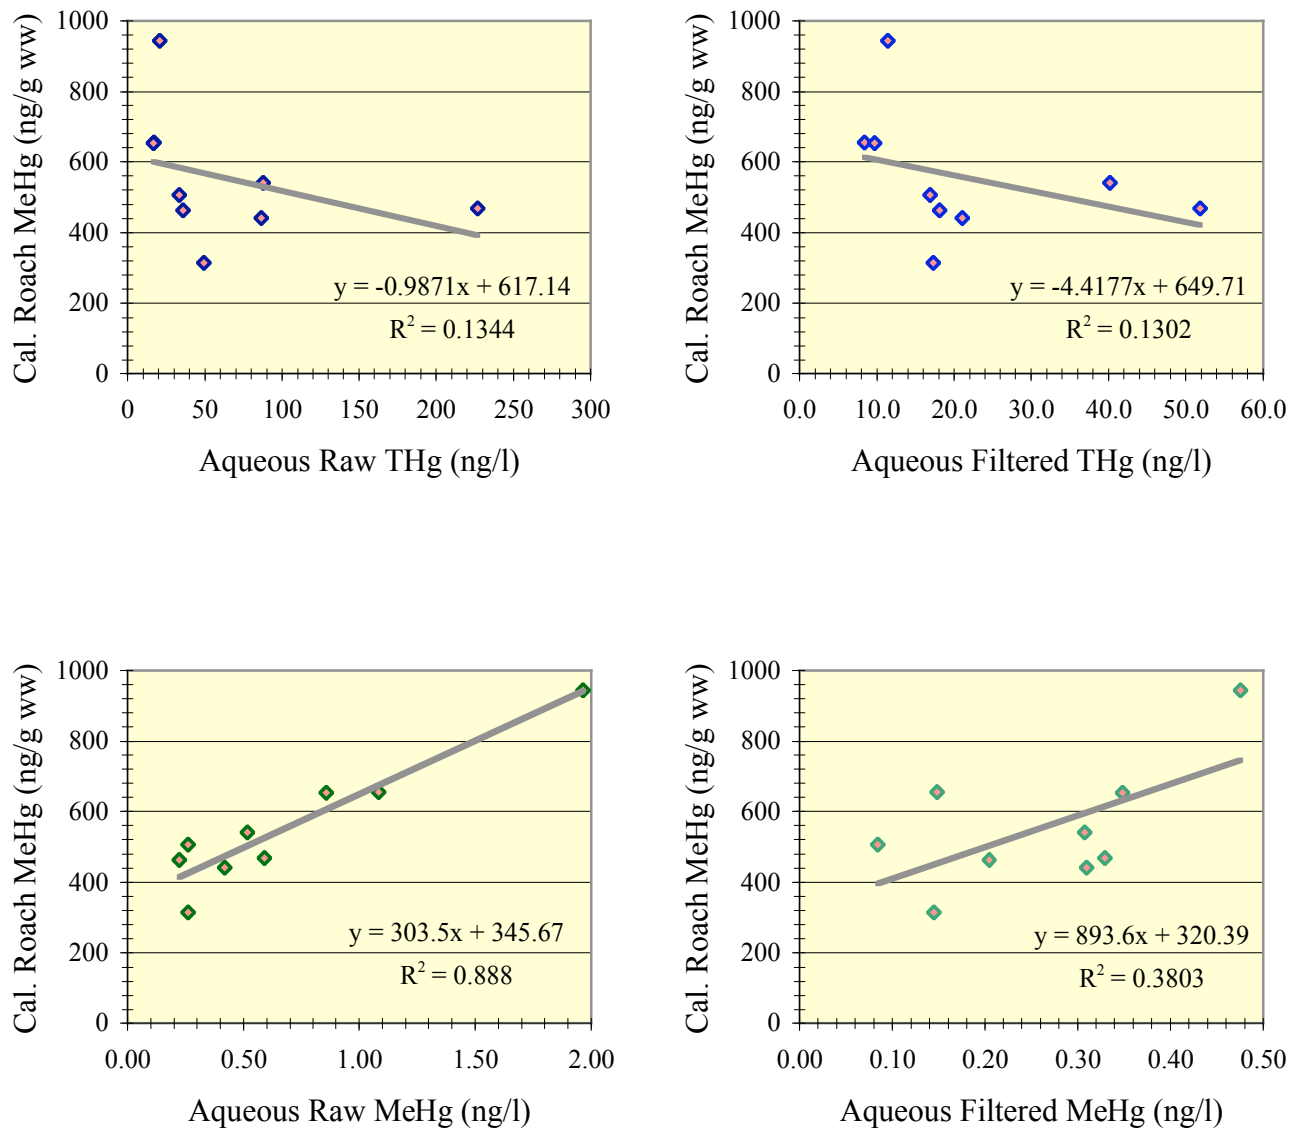 Cal. Roach MeHg (ng/g ww)
1000
800
600
400
200
0
y = -0.9871x + 617.14
R² = 0.1344
0 50 100 150 200 250 300
Aqueous Raw THg (ng/l)
Cal. Roach MeHg (ng/g ww)
1000
800
600
400
200
0
y = -4.4177x + 649.71
R² = 0.1302
0.0 10.0 20.0 30.0 40.0 50.0 60.0
Aqueous Filtered THg (ng/l)
Cal. Roach MeHg (ng/g ww)
1000
800
600
400
200
0
y = 303.5x + 345.67
R² = 0.888
0.00 0.50 1.00 1.50 2.00
Aqueous Raw MeHg (ng/l)
Cal. Roach MeHg (ng/g ww)
1000
800
600
400
200
0
y = 893.6x + 320.39
R² = 0.3803
0.00 0.10 0.20 0.30 0.40 0.50
Aqueous Filtered MeHg (ng/l)